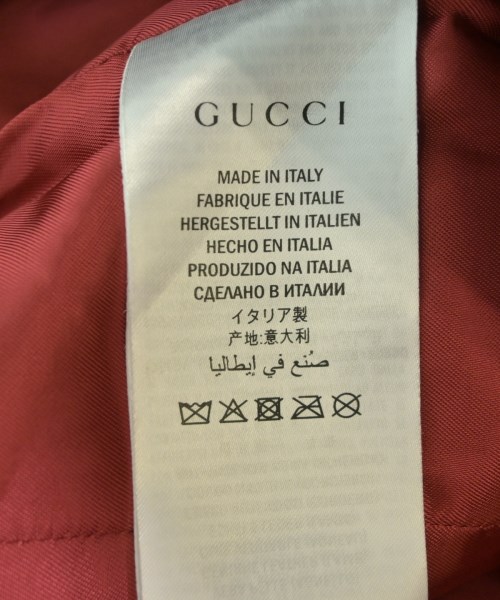 GUCCI
MADE IN ITALY
FABRIQUE EN ITALIE
HERGESTELLT IN ITALIEN
HECHO EN ITALIA
PRODUZIDO NA ITALIA
СДЕЛАНО В ИТАЛИИ
イタリア製
产地:意大利
صُنع في إيطاليا